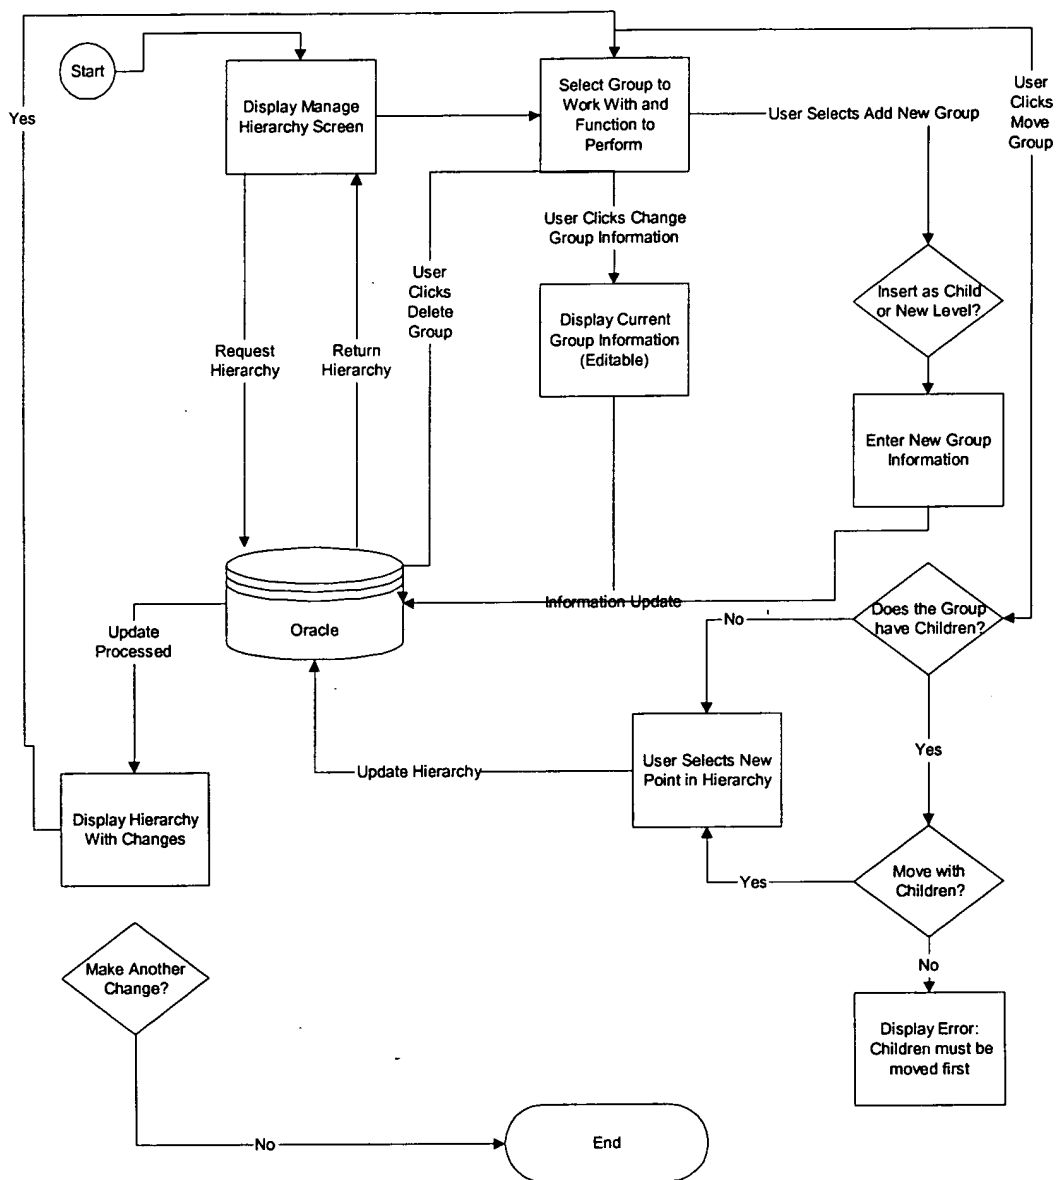 Start
Yes
Display Manage
Hierarchy Screen
Select Group to
Work With and
Function to
Perform
User Selects Add New Group
User
Clicks
Move
Group
User Clicks Change
Group Information
User
Clicks
Delete
Group
Insert as Child
or New Level?
Display Current
Group Information
(Editable)
Request
Hierarchy
Return
Hierarchy
Enter New Group
Information
Information Update
Oracle
Does the Group
have Children?
No
Update
Processed
Yes
User Selects New
Point in Hierarchy
Update Hierarchy
Display Hierarchy
With Changes
Move with
Children?
Yes
No
Make Another
Change?
Display Error:
Children must be
moved first
No
End